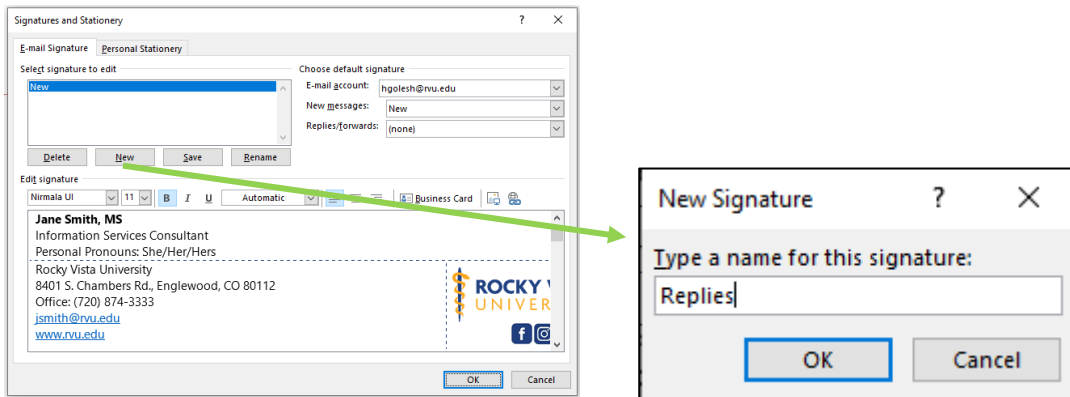 Signatures and Stationery ? ×
E-mail Signature Personal Stationery
Select signature to edit
New
Delete New Save Rename
Choose default signature
E-mail account: hgolesh@rvu.edu
New messages: New
Replies/forwards: (none)
Edit signature
Nirmala UI 11 B I U Automatic Business Card
Jane Smith, MS
Information Services Consultant
Personal Pronouns: She/Her/Hers
Rocky Vista University
8401 S. Chambers Rd., Englewood, CO 80112
Office: (720) 874-3333
jsmith@rvu.edu
www.rvu.edu
ROCKY
UNIVER
f
OK Cancel
New Signature ? ×
Type a name for this signature:
Replies
OK Cancel